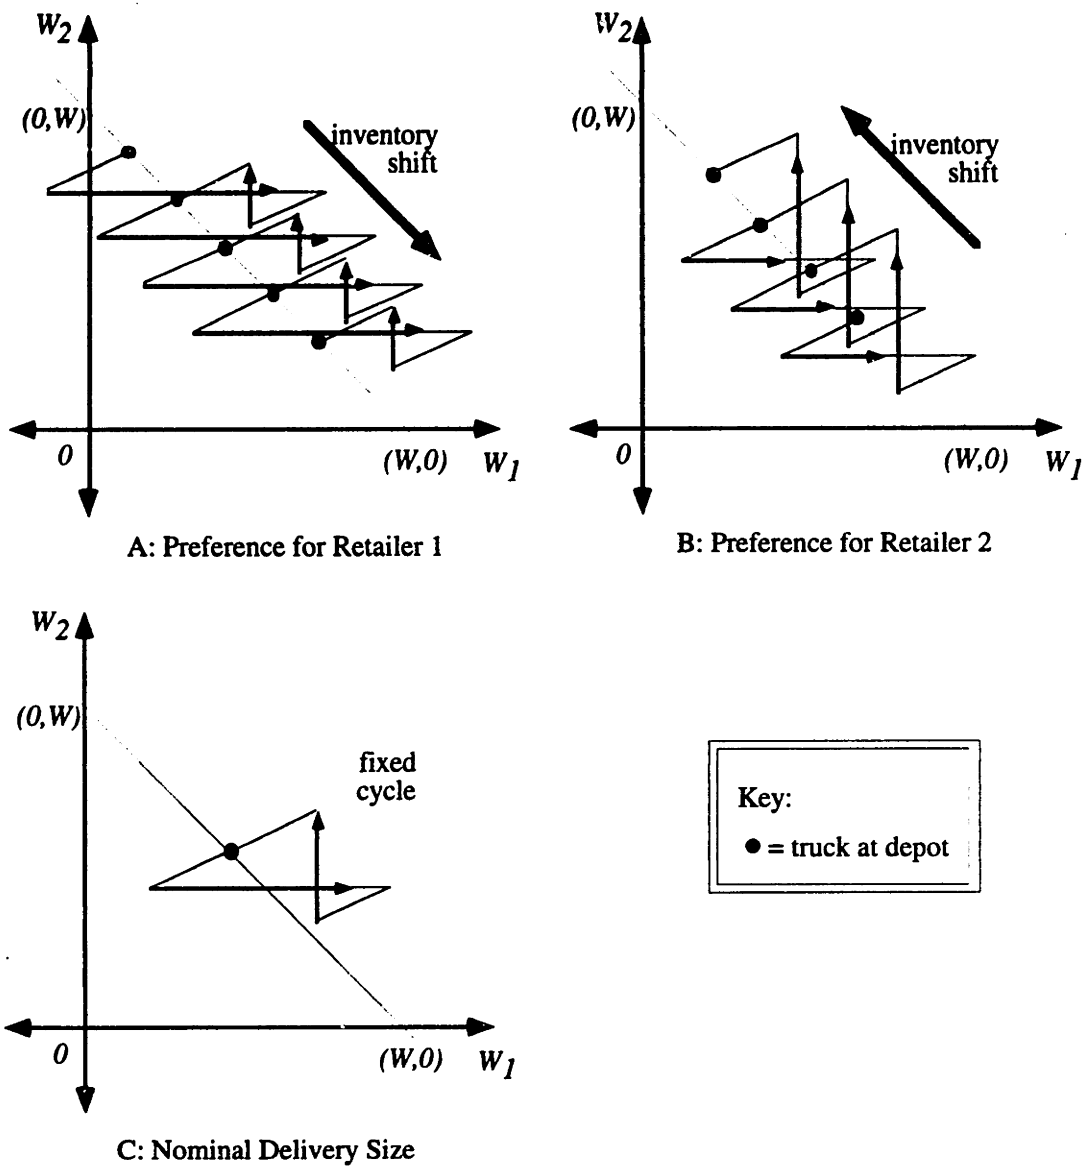 W2
(0,W)
inventory
shift
0
(W,0)
W1
A: Preference for Retailer 1
W2
(0,W)
inventory
shift
0
(W,0)
W1
B: Preference for Retailer 2
W2
(0,W)
fixed
cycle
0
(W,0)
W1
C: Nominal Delivery Size
Key:
= truck at depot